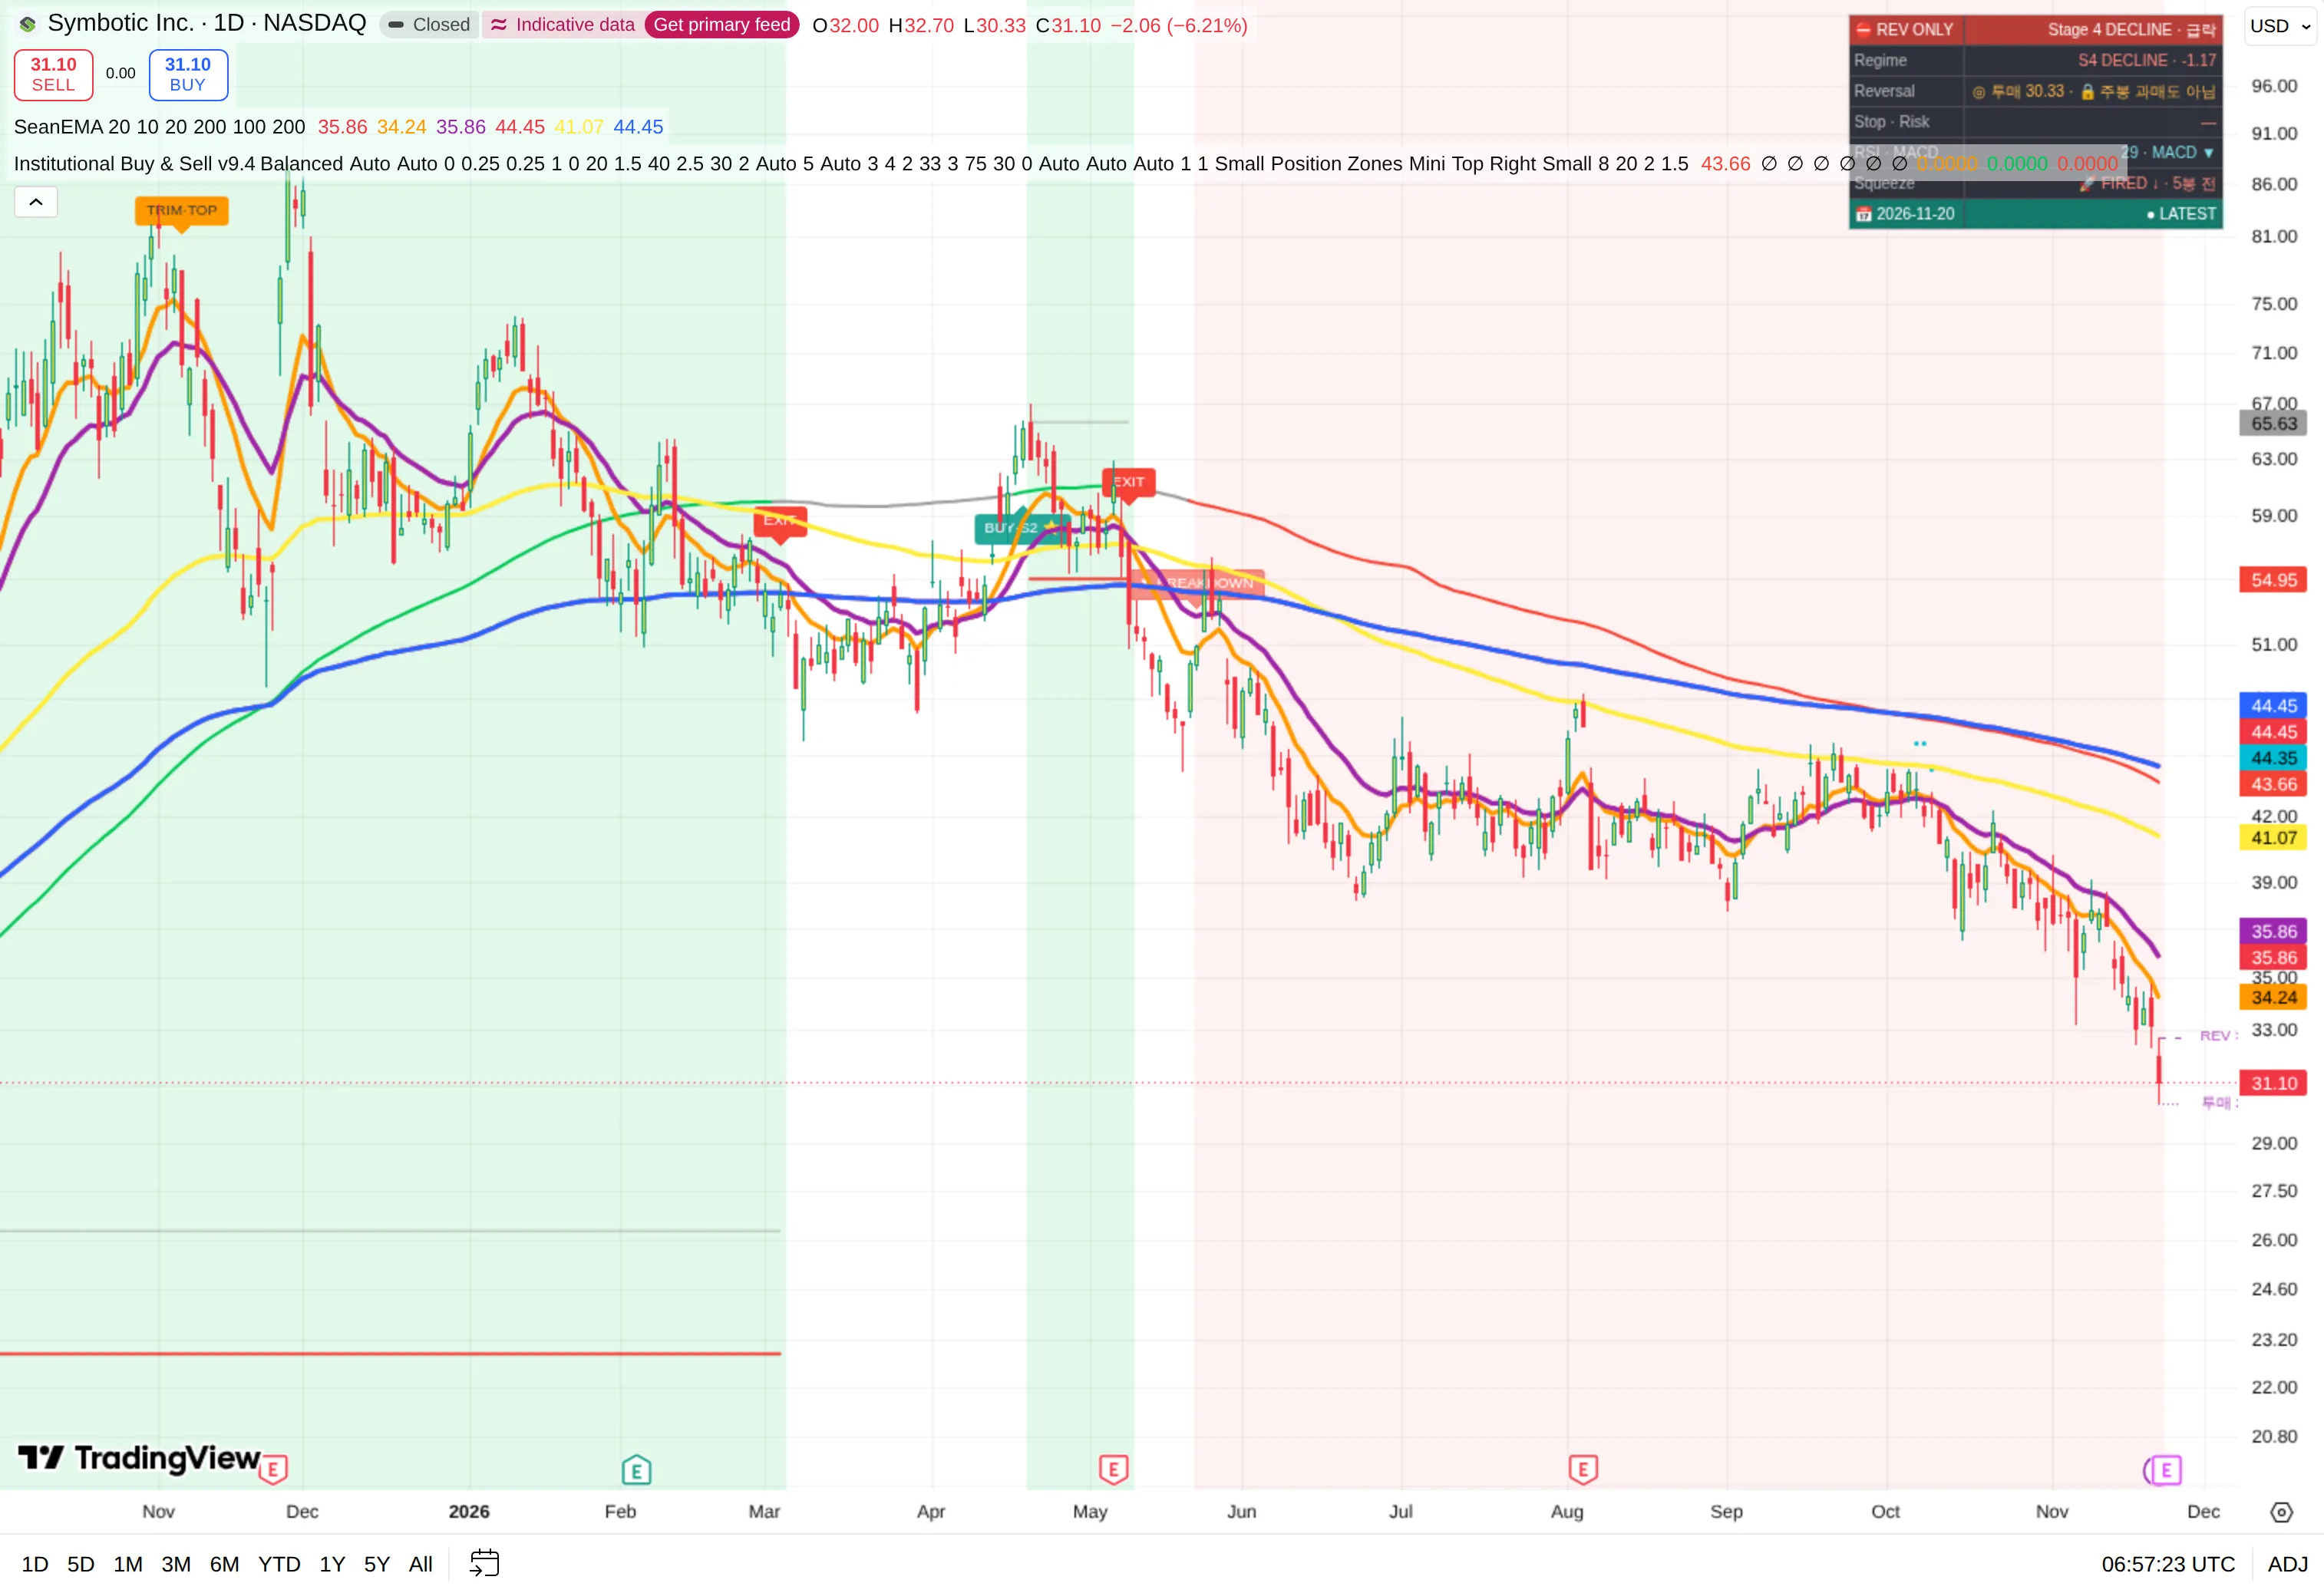 Symbotic Inc. · 1D · NASDAQ
Closed
Indicative data
Get primary feed
O32.00 H32.70 L30.33 C31.10 −2.06 (−6.21%)
31.10
SELL
0.00
31.10
BUY
SeanEMA 20 10 20 200 100 200 35.86 34.24 35.86 44.45 41.07 44.45
Institutional Buy & Sell v9.4 Balanced Auto Auto 0 0.25 0.25 1 0 20 1.5 40 2.5 30 2 Auto 5 Auto 3 4 2 33 3 75 30 0 Auto Auto Auto 1 1 Small Position Zones Mini Top Right Small 8 20 2 1.5 43.66 ∅ ∅ ∅ ∅ ∅ ∅ 0.0000 0.0000 0.0000
REV ONLY Stage 4 DECLINE · 급락
Regime S4 DECLINE · -1.17
Reversal ◎ 투매 30.33 · 🔒 주봉 과매도 아님
Stop · Risk —
RSI · MACD 29 · MACD ▼
Squeeze 🚀 FIRED ↓ · 5봉 전
2026-11-20 ● LATEST
USD
TRIM-TOP
EXIT
BUY-S2
EXIT
BREAKDOWN
REV :
투매 :
96.00
91.00
86.00
81.00
75.00
71.00
67.00
65.63
63.00
59.00
54.95
51.00
44.45
44.45
44.35
43.66
42.00
41.07
39.00
35.86
35.86
35.00
34.24
33.00
31.10
29.00
27.50
26.00
24.60
23.20
22.00
20.80
TradingView
E
E
E
E
E
Nov Dec 2026 Feb Mar Apr May Jun Jul Aug Sep Oct Nov Dec
1D 5D 1M 3M 6M YTD 1Y 5Y All
06:57:23 UTC
ADJ